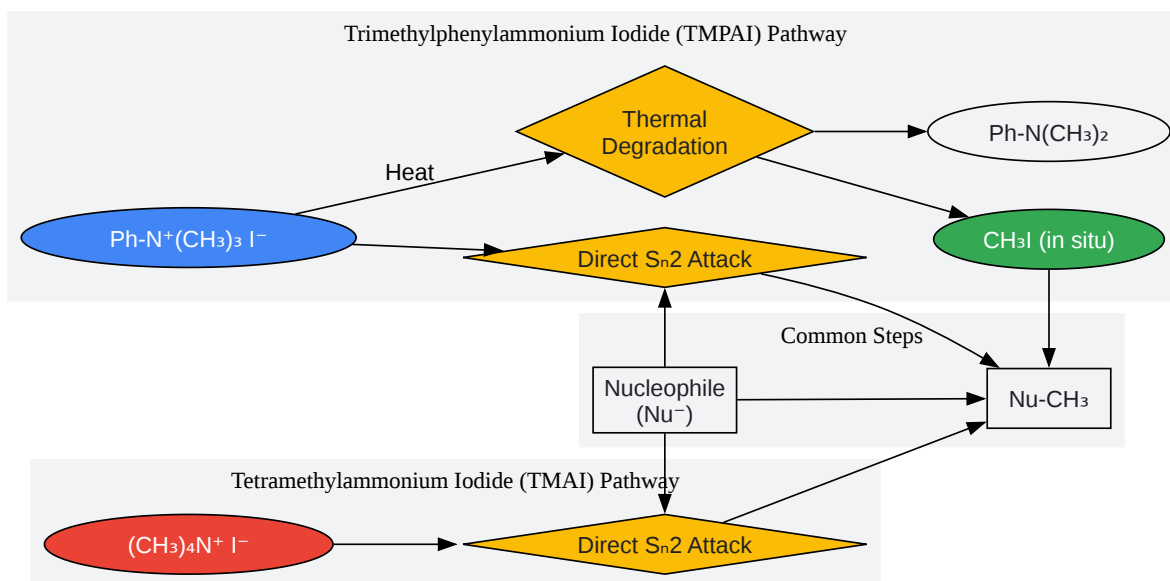 Trimethylphenylammonium Iodide (TMPAI) Pathway
Thermal
Degradation
Ph-N(CH₃)₂
Heat
Ph-N⁺(CH₃)₃ I⁻
Direct Sₙ2 Attack
CH₃I (in situ)
Common Steps
Nucleophile
(Nu⁻)
Nu-CH₃
Tetramethylammonium Iodide (TMAI) Pathway
(CH₃)₄N⁺ I⁻
Direct Sₙ2 Attack